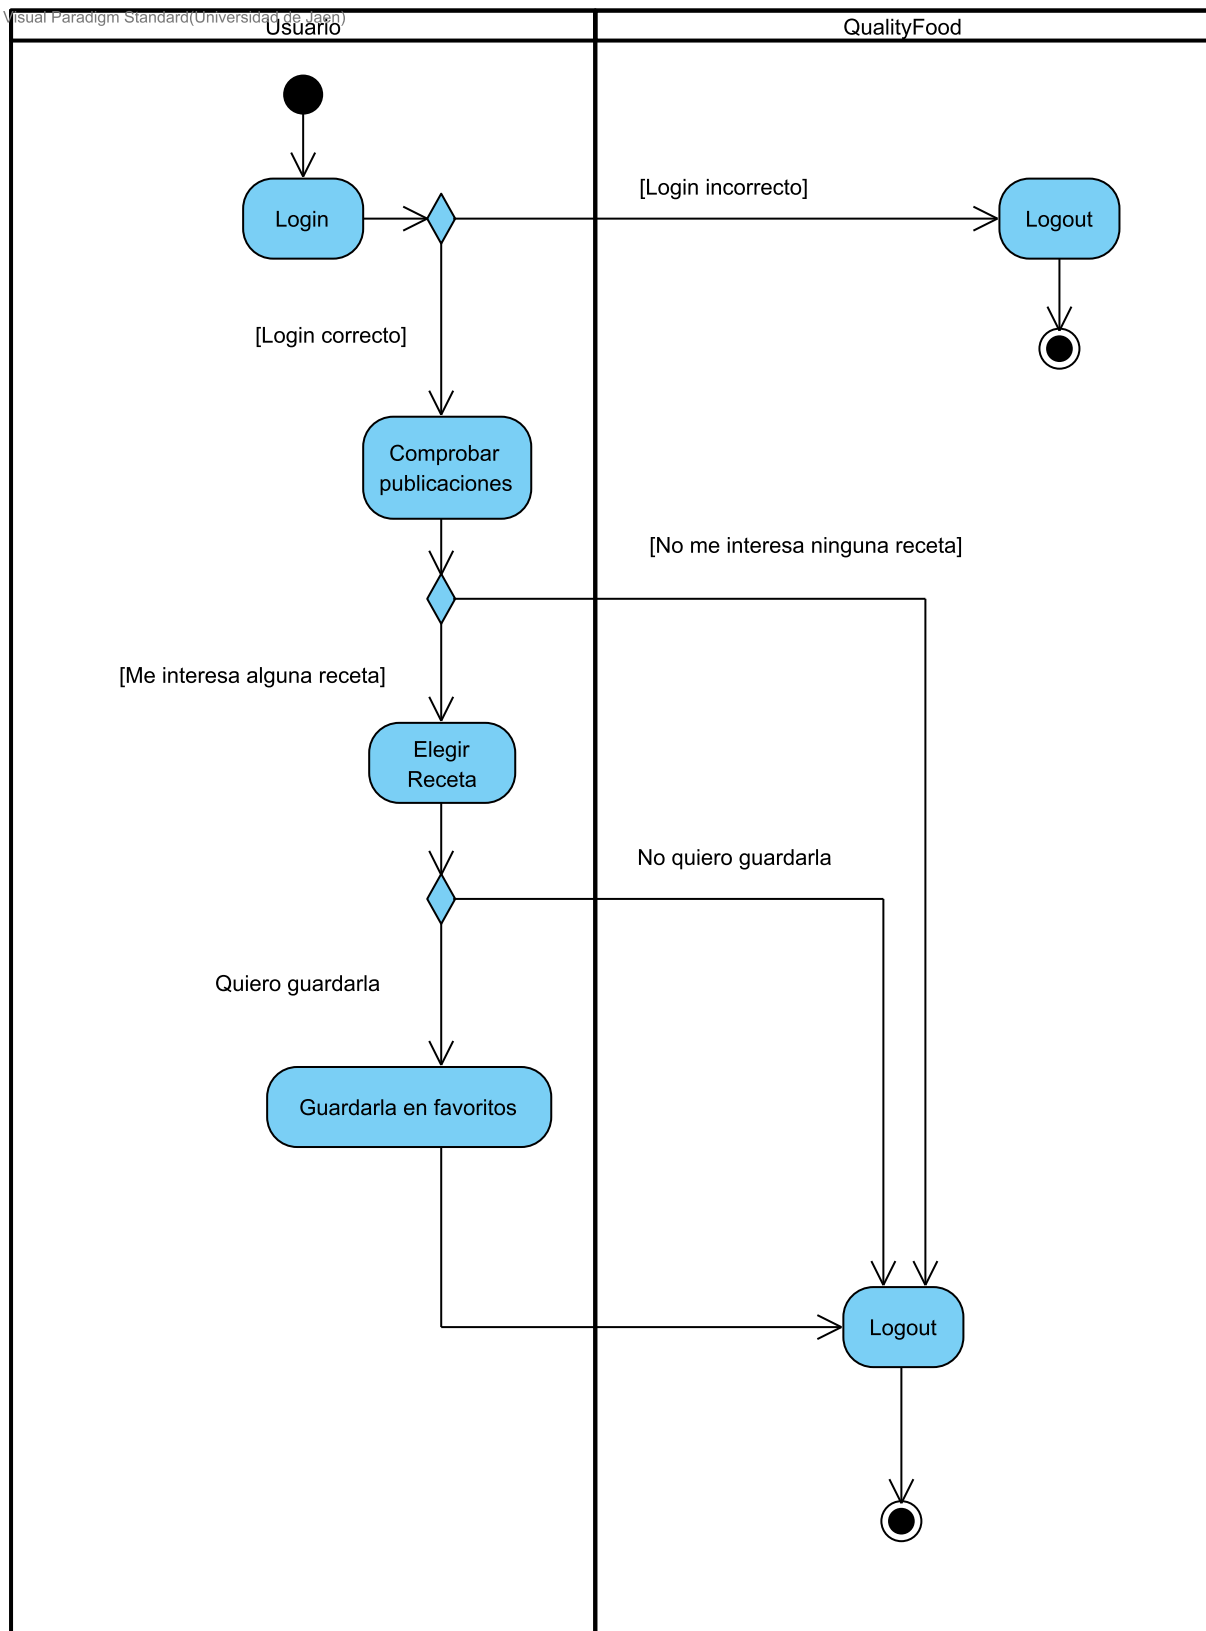 Visual Paradigm Standard(Universidad de Jaen)
Usuario
QualityFood
Login
[Login incorrecto]
Logout
[Login correcto]
Comprobar
publicaciones
[No me interesa ninguna receta]
[Me interesa alguna receta]
Elegir
Receta
No quiero guardarla
Quiero guardarla
Guardarla en favoritos
Logout